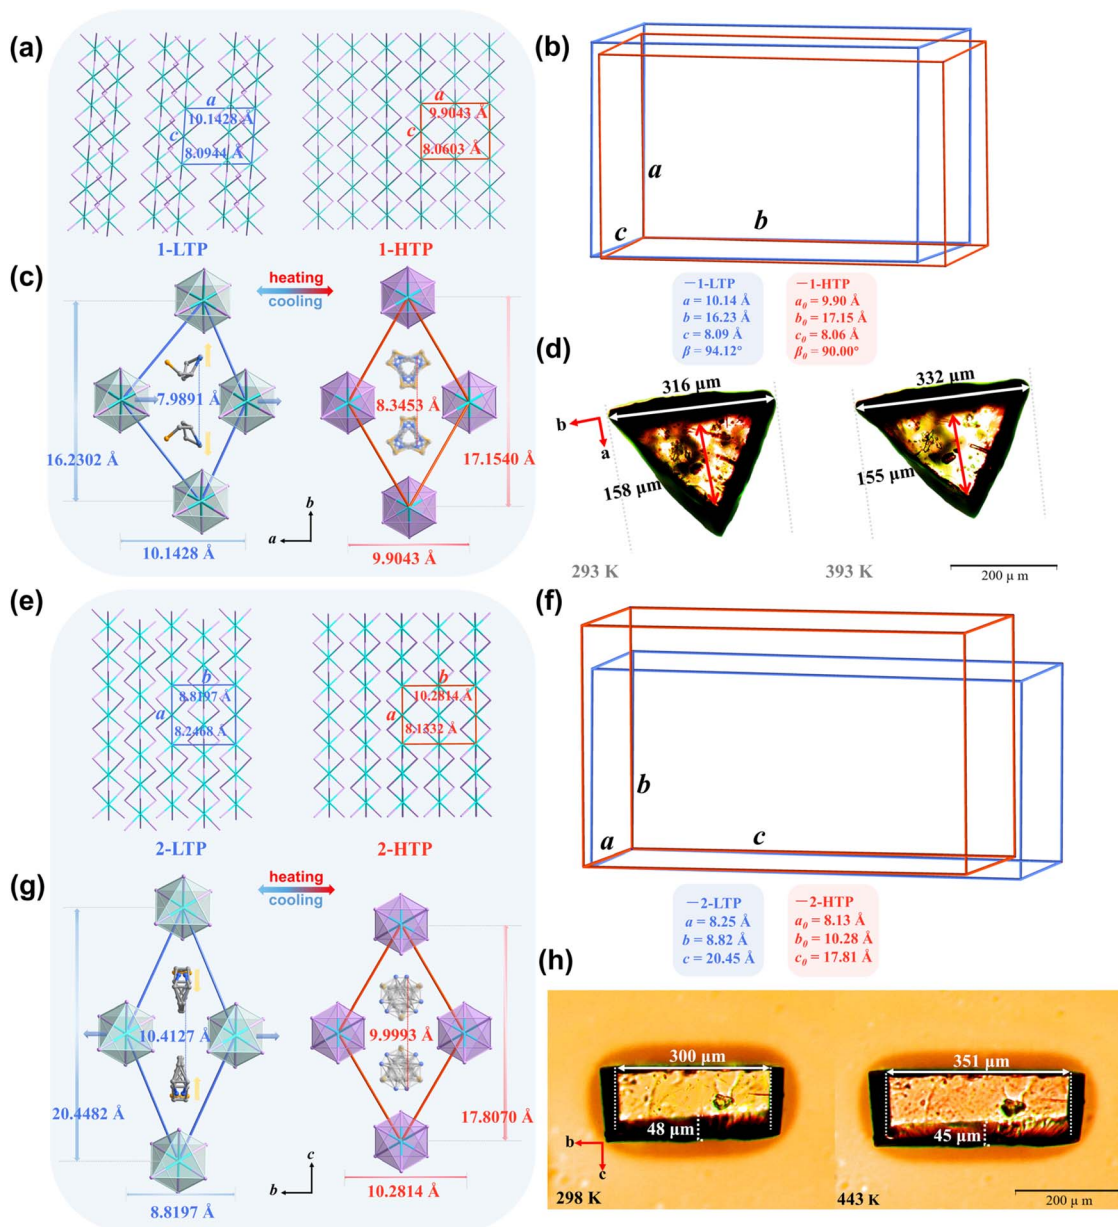 (a)
a
10.1428 Å
c
8.0944 Å
1-LTP
a
9.9043 Å
c
8.0603 Å
1-HTP
(b)
a
b
c
—1-LTP
a = 10.14 Å
b = 16.23 Å
c = 8.09 Å
β = 94.12°
—1-HTP
a₀ = 9.90 Å
b₀ = 17.15 Å
c₀ = 8.06 Å
β₀ = 90.00°
(c)
heating
cooling
7.9891 Å
16.2302 Å
10.1428 Å
b
a
8.3453 Å
17.1540 Å
9.9043 Å
(d)
316 μm
b
a
158 μm
293 K
332 μm
155 μm
393 K
200 μ m
(e)
b
8.8197 Å
a
8.2468 Å
2-LTP
b
10.2814 Å
a
8.1332 Å
2-HTP
(f)
b
a
c
—2-LTP
a = 8.25 Å
b = 8.82 Å
c = 20.45 Å
—2-HTP
a₀ = 8.13 Å
b₀ = 10.28 Å
c₀ = 17.81 Å
(g)
heating
cooling
10.4127 Å
20.4482 Å
8.8197 Å
c
b
9.9993 Å
17.8070 Å
10.2814 Å
(h)
300 μm
48 μm
b
c
298 K
351 μm
45 μm
443 K
200 μ m